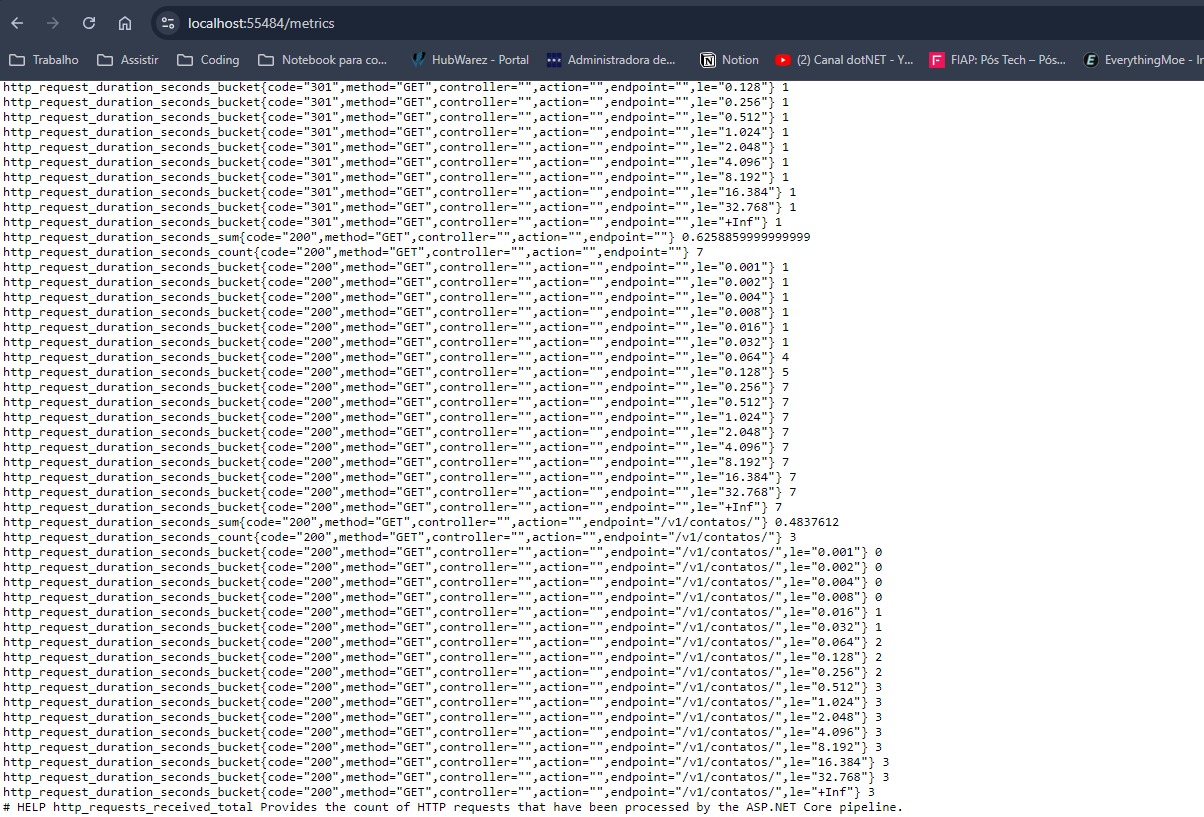 localhost:55484/metrics
Trabalho Assistir Coding Notebook para co... HubWarez - Portal Administradora de... Notion (2) Canal dotNET - Y... FIAP: Pós Tech – Pós... EverythingMoe - In
http_request_duration_seconds_bucket{code="301",method="GET",controller="",action="",endpoint="",le="0.128"} 1
http_request_duration_seconds_bucket{code="301",method="GET",controller="",action="",endpoint="",le="0.256"} 1
http_request_duration_seconds_bucket{code="301",method="GET",controller="",action="",endpoint="",le="0.512"} 1
http_request_duration_seconds_bucket{code="301",method="GET",controller="",action="",endpoint="",le="1.024"} 1
http_request_duration_seconds_bucket{code="301",method="GET",controller="",action="",endpoint="",le="2.048"} 1
http_request_duration_seconds_bucket{code="301",method="GET",controller="",action="",endpoint="",le="4.096"} 1
http_request_duration_seconds_bucket{code="301",method="GET",controller="",action="",endpoint="",le="8.192"} 1
http_request_duration_seconds_bucket{code="301",method="GET",controller="",action="",endpoint="",le="16.384"} 1
http_request_duration_seconds_bucket{code="301",method="GET",controller="",action="",endpoint="",le="32.768"} 1
http_request_duration_seconds_bucket{code="301",method="GET",controller="",action="",endpoint="",le="+Inf"} 1
http_request_duration_seconds_sum{code="200",method="GET",controller="",action="",endpoint=""} 0.6258859999999999
http_request_duration_seconds_count{code="200",method="GET",controller="",action="",endpoint=""} 7
http_request_duration_seconds_bucket{code="200",method="GET",controller="",action="",endpoint="",le="0.001"} 1
http_request_duration_seconds_bucket{code="200",method="GET",controller="",action="",endpoint="",le="0.002"} 1
http_request_duration_seconds_bucket{code="200",method="GET",controller="",action="",endpoint="",le="0.004"} 1
http_request_duration_seconds_bucket{code="200",method="GET",controller="",action="",endpoint="",le="0.008"} 1
http_request_duration_seconds_bucket{code="200",method="GET",controller="",action="",endpoint="",le="0.016"} 1
http_request_duration_seconds_bucket{code="200",method="GET",controller="",action="",endpoint="",le="0.032"} 1
http_request_duration_seconds_bucket{code="200",method="GET",controller="",action="",endpoint="",le="0.064"} 4
http_request_duration_seconds_bucket{code="200",method="GET",controller="",action="",endpoint="",le="0.128"} 5
http_request_duration_seconds_bucket{code="200",method="GET",controller="",action="",endpoint="",le="0.256"} 7
http_request_duration_seconds_bucket{code="200",method="GET",controller="",action="",endpoint="",le="0.512"} 7
http_request_duration_seconds_bucket{code="200",method="GET",controller="",action="",endpoint="",le="1.024"} 7
http_request_duration_seconds_bucket{code="200",method="GET",controller="",action="",endpoint="",le="2.048"} 7
http_request_duration_seconds_bucket{code="200",method="GET",controller="",action="",endpoint="",le="4.096"} 7
http_request_duration_seconds_bucket{code="200",method="GET",controller="",action="",endpoint="",le="8.192"} 7
http_request_duration_seconds_bucket{code="200",method="GET",controller="",action="",endpoint="",le="16.384"} 7
http_request_duration_seconds_bucket{code="200",method="GET",controller="",action="",endpoint="",le="32.768"} 7
http_request_duration_seconds_bucket{code="200",method="GET",controller="",action="",endpoint="",le="+Inf"} 7
http_request_duration_seconds_sum{code="200",method="GET",controller="",action="",endpoint="/v1/contatos/"} 0.4837612
http_request_duration_seconds_count{code="200",method="GET",controller="",action="",endpoint="/v1/contatos/"} 3
http_request_duration_seconds_bucket{code="200",method="GET",controller="",action="",endpoint="/v1/contatos/",le="0.001"} 0
http_request_duration_seconds_bucket{code="200",method="GET",controller="",action="",endpoint="/v1/contatos/",le="0.002"} 0
http_request_duration_seconds_bucket{code="200",method="GET",controller="",action="",endpoint="/v1/contatos/",le="0.004"} 0
http_request_duration_seconds_bucket{code="200",method="GET",controller="",action="",endpoint="/v1/contatos/",le="0.008"} 0
http_request_duration_seconds_bucket{code="200",method="GET",controller="",action="",endpoint="/v1/contatos/",le="0.016"} 1
http_request_duration_seconds_bucket{code="200",method="GET",controller="",action="",endpoint="/v1/contatos/",le="0.032"} 1
http_request_duration_seconds_bucket{code="200",method="GET",controller="",action="",endpoint="/v1/contatos/",le="0.064"} 2
http_request_duration_seconds_bucket{code="200",method="GET",controller="",action="",endpoint="/v1/contatos/",le="0.128"} 2
http_request_duration_seconds_bucket{code="200",method="GET",controller="",action="",endpoint="/v1/contatos/",le="0.256"} 2
http_request_duration_seconds_bucket{code="200",method="GET",controller="",action="",endpoint="/v1/contatos/",le="0.512"} 3
http_request_duration_seconds_bucket{code="200",method="GET",controller="",action="",endpoint="/v1/contatos/",le="1.024"} 3
http_request_duration_seconds_bucket{code="200",method="GET",controller="",action="",endpoint="/v1/contatos/",le="2.048"} 3
http_request_duration_seconds_bucket{code="200",method="GET",controller="",action="",endpoint="/v1/contatos/",le="4.096"} 3
http_request_duration_seconds_bucket{code="200",method="GET",controller="",action="",endpoint="/v1/contatos/",le="8.192"} 3
http_request_duration_seconds_bucket{code="200",method="GET",controller="",action="",endpoint="/v1/contatos/",le="16.384"} 3
http_request_duration_seconds_bucket{code="200",method="GET",controller="",action="",endpoint="/v1/contatos/",le="32.768"} 3
http_request_duration_seconds_bucket{code="200",method="GET",controller="",action="",endpoint="/v1/contatos/",le="+Inf"} 3
# HELP http_requests_received_total Provides the count of HTTP requests that have been processed by the ASP.NET Core pipeline.